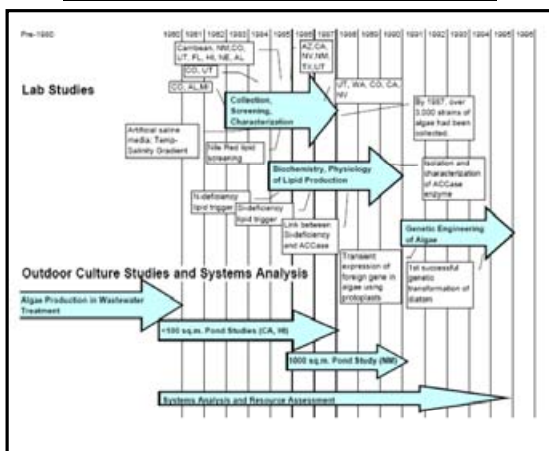 Pre-1980 1980 1981 1982 1983 1984 1985 1986 1987 1988 1989 1990 1991 1992 1993 1994 1995 1996
Carribean, NM,CO,
UT, FL, HI, NE, AL
AZ,CA,
NV,NM,
TX,UT
CO, UT
UT, WA, CO, CA,
NV
Lab Studies
CO, AL,MI
Collection,
Screening,
Characterization
By 1987, over
3,000 strains of
algae had been
collected.
Artificial saline
media; Temp-
Salinity Gradient
Nile Red lipid
screening
Biochemistry, Physiology
of Lipid Production
Isolation and
characterization
of ACCase
enzyme
N-deficiency
lipid trigger
Si-deficiency
lipid trigger
Link between
Si-deficiency
and ACCase
Genetic Engineering
of Algae
Transient
expression of
foreign gene in
algae using
protoplasts
1st successful
genetic
transformation of
diatom
Outdoor Culture Studies and Systems Analysis
Algae Production in Wastewater
Treatment
<100 sq.m. Pond Studies (CA, HI)
1000 sq.m. Pond Study (NM)
Systems Analysis and Resource Assessment